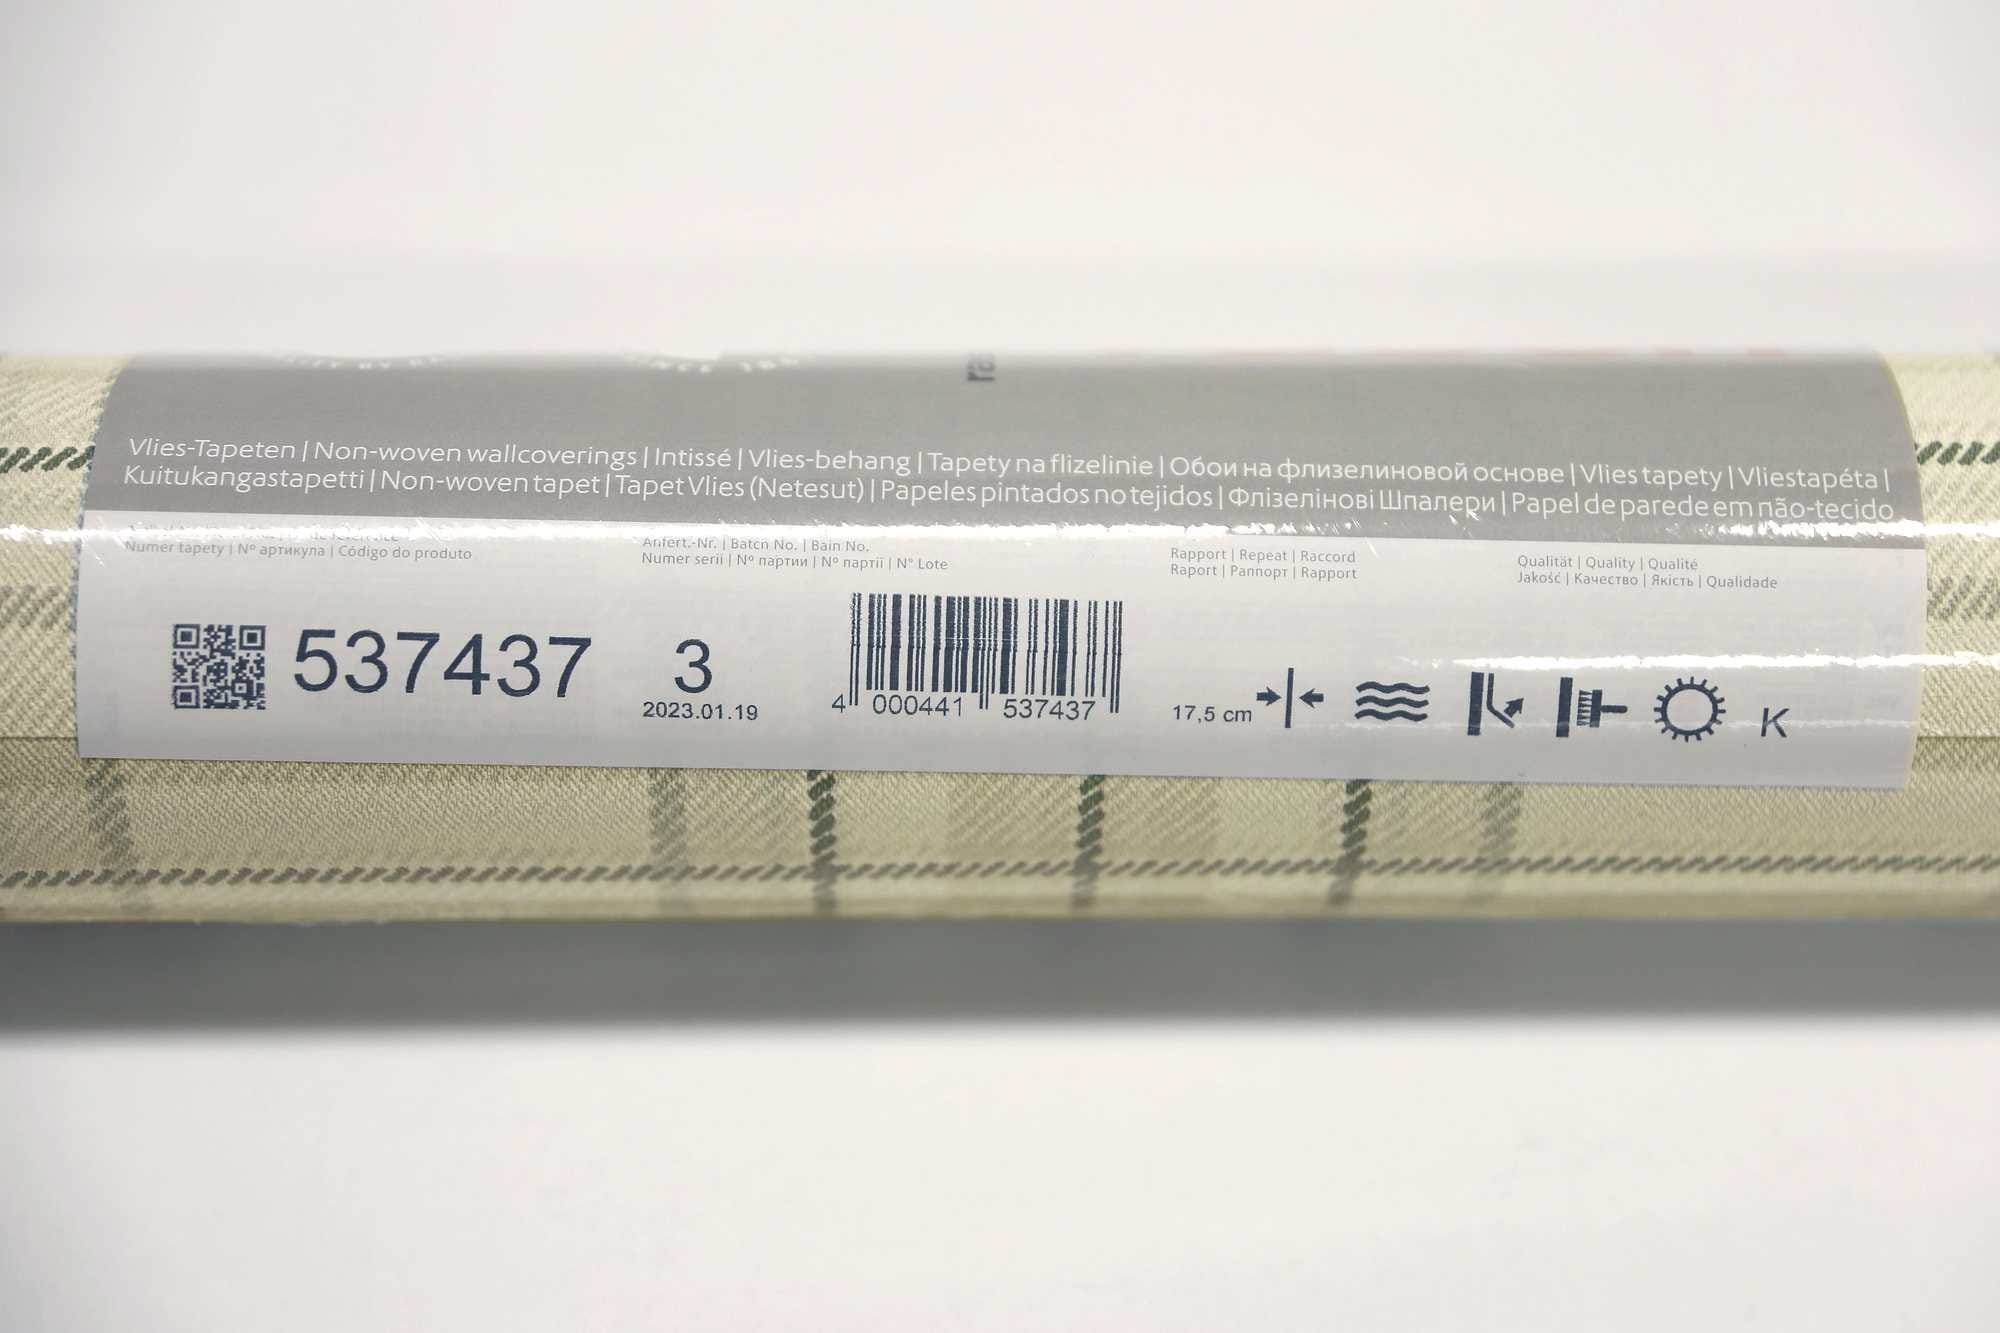 Vlies-Tapeten | Non-woven wallcoverings | Intissé | Vlies-behang | Tapety na flizelinie | Обои на флизелиновой основе | Vlies tapety | Vliestapéta |
Kuitukangastapetti | Non-woven tapet | Tapet Vlies (Netesut) | Papeles pintados no tejidos | Флізелінові Шпалери | Papel de parede em não-tecido
Numer tapety | Nº артикула | Código do produto
Anfert.-Nr. | Batch No. | Bain No.
Numer serii | Nº партии | Nº партії | N° Lote
Rapport | Repeat | Raccord
Raport | Раппорт | Rapport
Qualität | Quality | Qualité
Jakość | Качество | Якість | Qualidade
537437
3
2023.01.19
4 000441 537437
17,5 cm
K